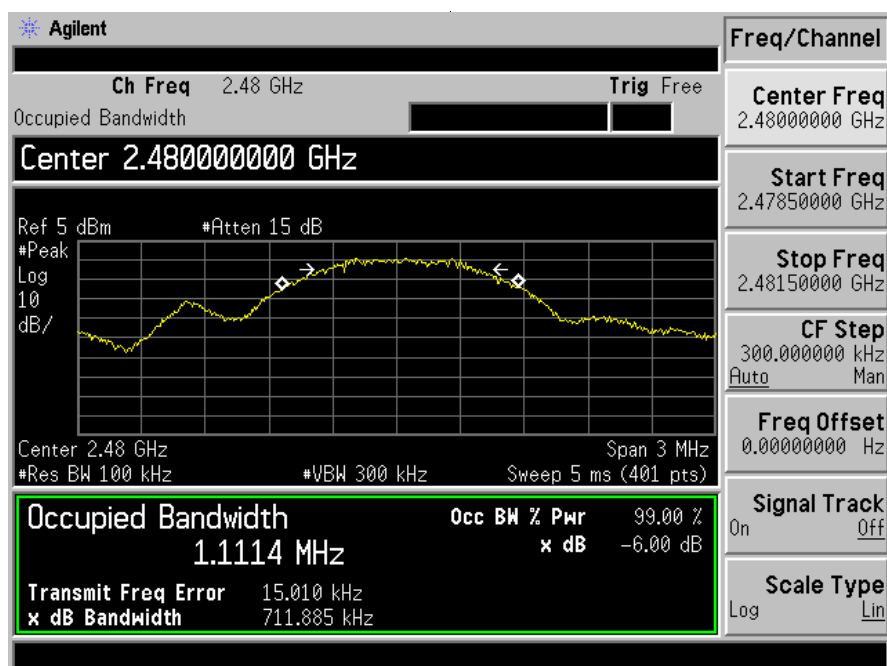 Agilent
Ch Freq 2.48 GHz Trig Free
Occupied Bandwidth
Center 2.480000000 GHz
Ref 5 dBm #Atten 15 dB
#Peak
Log
10
dB/
Center 2.48 GHz Span 3 MHz
#Res BW 100 kHz #VBW 300 kHz Sweep 5 ms (401 pts)
Occupied Bandwidth Occ BW % Pwr 99.00 %
1.1114 MHz x dB -6.00 dB
Transmit Freq Error 15.010 kHz
x dB Bandwidth 711.885 kHz
Freq/Channel
Center Freq
2.48000000 GHz
Start Freq
2.47850000 GHz
Stop Freq
2.48150000 GHz
CF Step
300.000000 kHz
Auto Man
Freq Offset
0.00000000 Hz
Signal Track
On Off
Scale Type
Log Lin